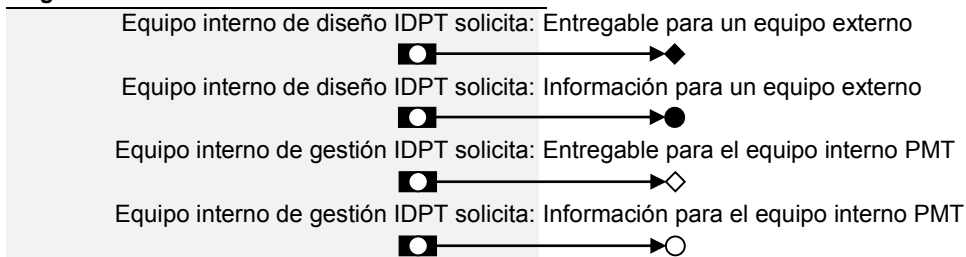 Equipo interno de diseño IDPT solicita: Entregable para un equipo externo
Equipo interno de diseño IDPT solicita: Información para un equipo externo
Equipo interno de gestión IDPT solicita: Entregable para el equipo interno PMT
Equipo interno de gestión IDPT solicita: Información para el equipo interno PMT